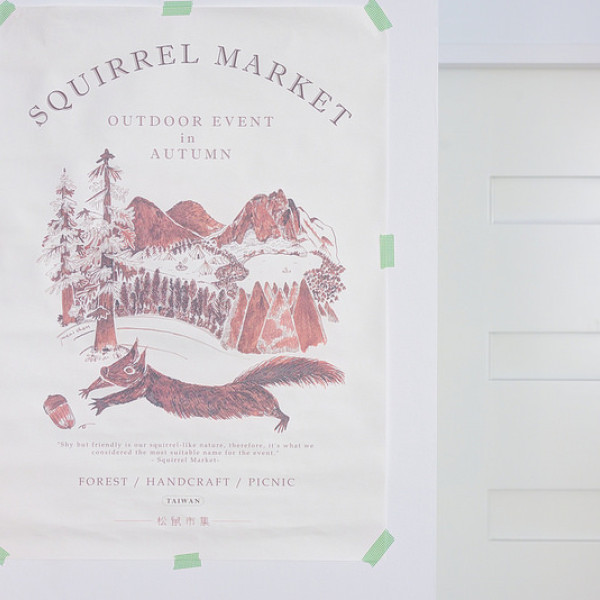 SQUIRREL MARKET
OUTDOOR EVENT
in
AUTUMN
"Shy but friendly is our squirrel-like nature, therefore, it's what we
considered the most suitable name for the event."
- Squirrel Market-
FOREST / HANDCRAFT / PICNIC
TAIWAN
松鼠市集